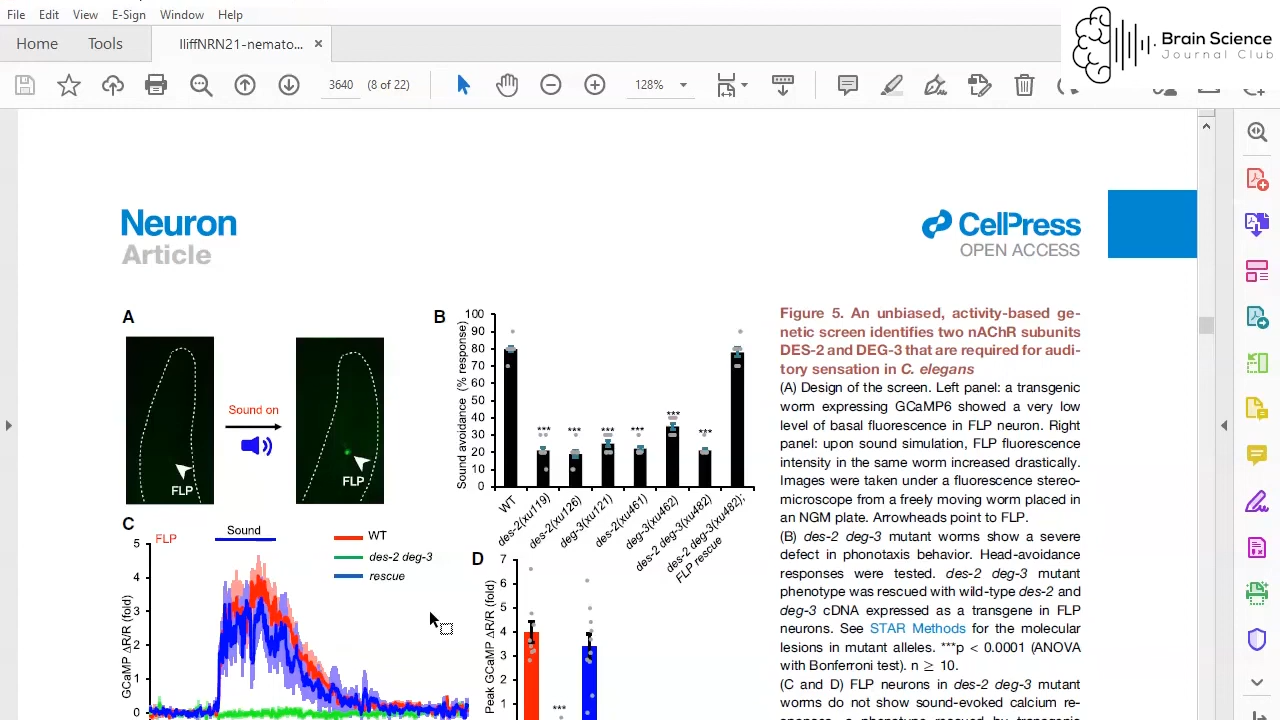 File Edit View E-Sign Window Help
Brain Science
Journal Club
Home Tools IliffNRN21-nemato... ×
3640 (8 of 22) 128%
Neuron
Article
CellPress
OPEN ACCESS
A
Sound on
FLP
FLP
B
Sound avoidance (% response)
100
90
80
70
60
50
40
30
20
10
0
*** *** *** *** *** ***
WT
des-2(xu119)
des-2(xu126)
deg-3(xu121)
des-2(xu461)
deg-3(xu462)
des-2 deg-3(xu482)
des-2 deg-3(xu482);
FLP rescue
C
FLP
Sound
WT
des-2 deg-3
rescue
GCaMP ΔR/R (fold)
5
4
3
2
1
0
D
Peak GCaMP ΔR/R (fold)
7
6
5
4
3
2
1
***
Figure 5. An unbiased, activity-based ge-
netic screen identifies two nAChR subunits
DES-2 and DEG-3 that are required for audi-
tory sensation in C. elegans
(A) Design of the screen. Left panel: a transgenic
worm expressing GCaMP6 showed a very low
level of basal fluorescence in FLP neuron. Right
panel: upon sound simulation, FLP fluorescence
intensity in the same worm increased drastically.
Images were taken under a fluorescence stereo-
microscope from a freely moving worm placed in
an NGM plate. Arrowheads point to FLP.
(B) des-2 deg-3 mutant worms show a severe
defect in phonotaxis behavior. Head-avoidance
responses were tested. des-2 deg-3 mutant
phenotype was rescued with wild-type des-2 and
deg-3 cDNA expressed as a transgene in FLP
neurons. See STAR Methods for the molecular
lesions in mutant alleles. ***p < 0.0001 (ANOVA
with Bonferroni test). n ≥ 10.
(C and D) FLP neurons in des-2 deg-3 mutant
worms do not show sound-evoked calcium re-